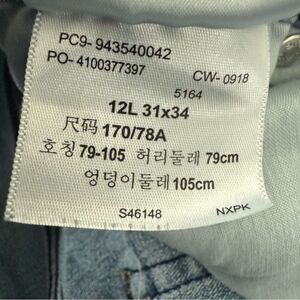 PC9- 943540042
PO- 4100377397
CW- 0918
5164
12L 31x34
尺码 170/78A
호칭 79-105 허리둘레 79cm
엉덩이둘레 105cm
S46148 NXPK